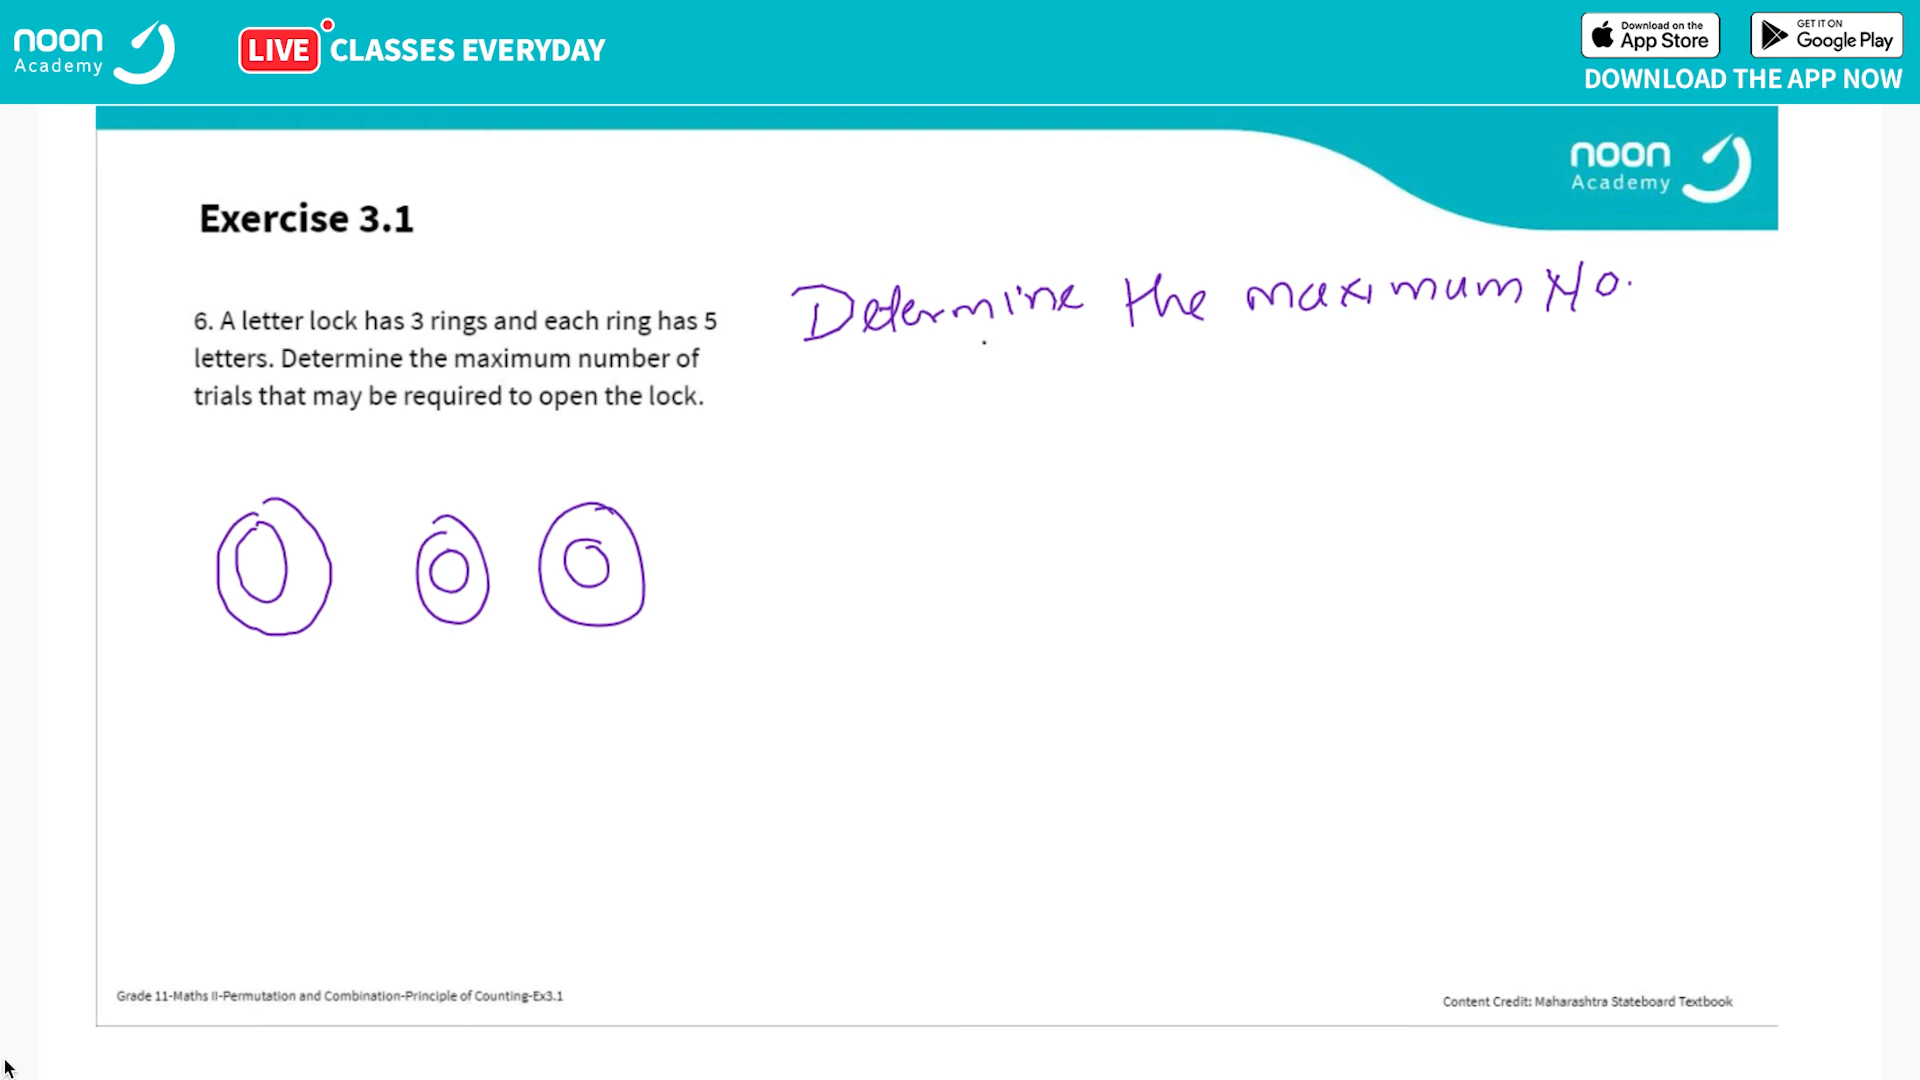 noon
Academy
LIVE CLASSES EVERYDAY
Download on the
App Store
GET IT ON
Google Play
DOWNLOAD THE APP NOW
noon
Academy
Exercise 3.1
6. A letter lock has 3 rings and each ring has 5
letters. Determine the maximum number of
trials that may be required to open the lock.
Determine the maximum No.
Grade 11-Maths II-Permutation and Combination-Principle of Counting-Ex3.1
Content Credit: Maharashtra Stateboard Textbook